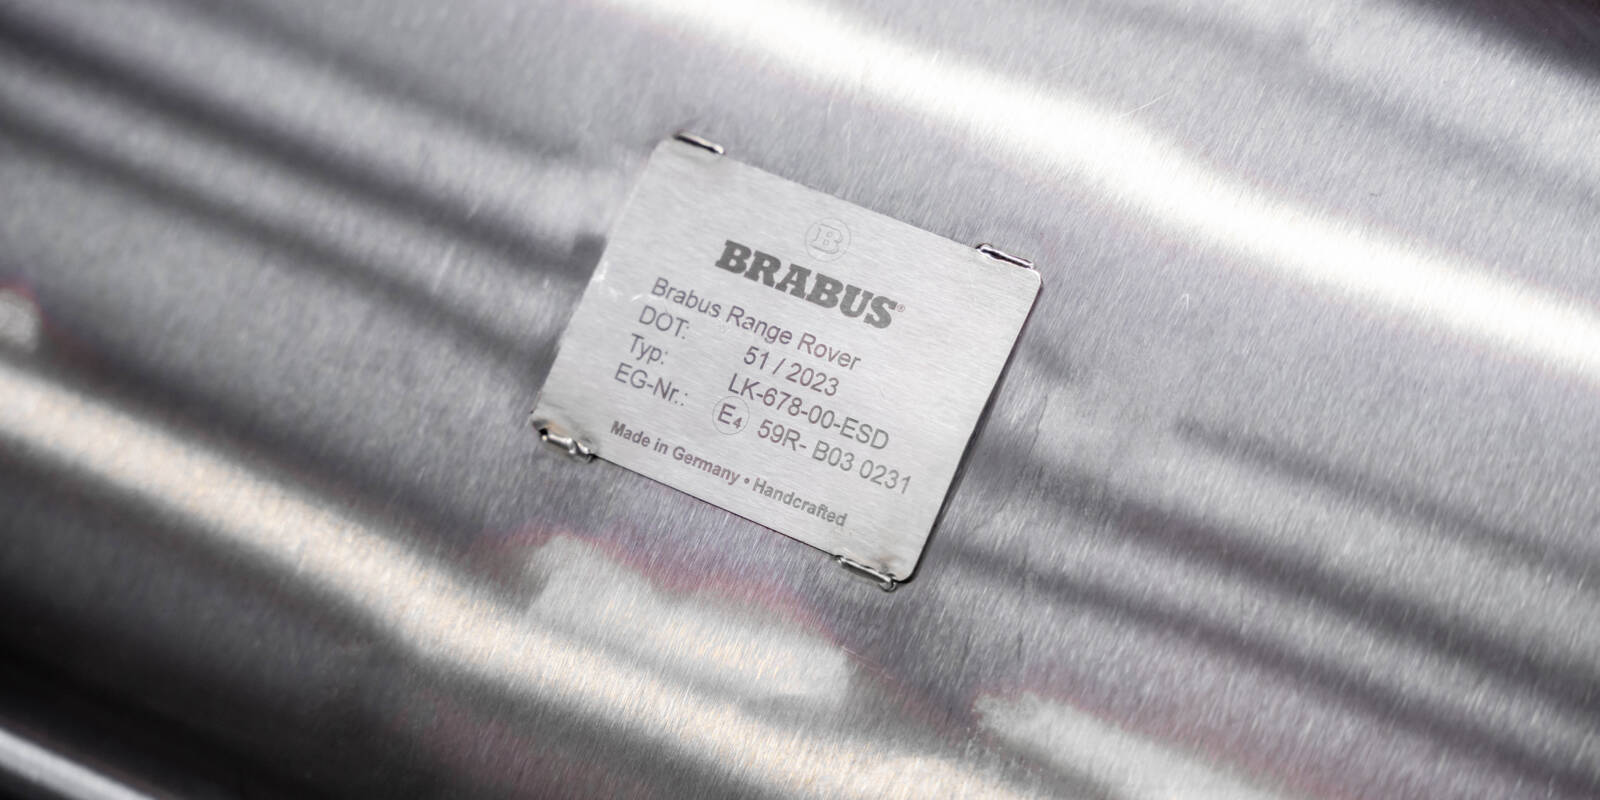 B
BRABUS®
Brabus Range Rover
DOT: 51 / 2023
Typ: LK-678-00-ESD
EG-Nr.: E4 59R- B03 0231
Made in Germany • Handcrafted